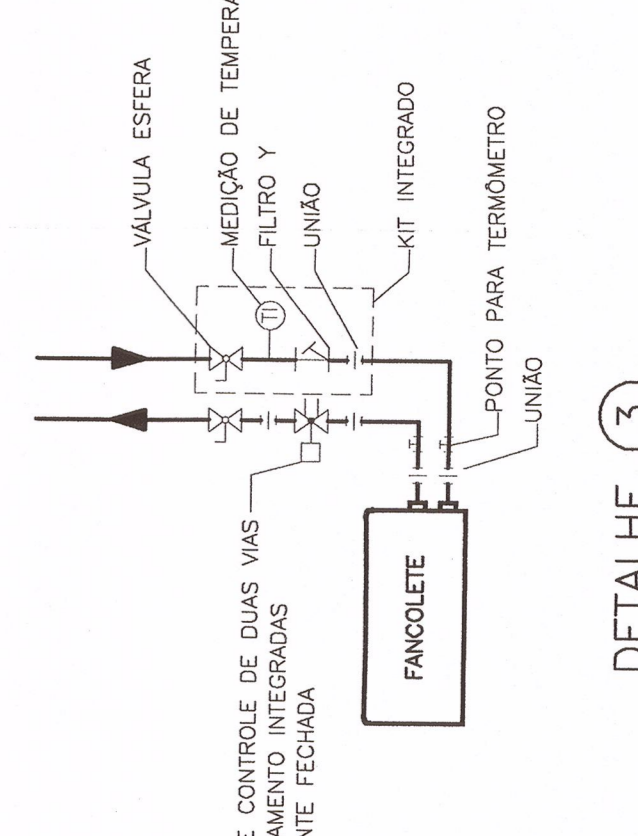 VÁLVULA ESFERA
MEDIÇÃO DE TEMPERA
FILTRO Y
UNIÃO
KIT INTEGRADO
PONTO PARA TERMÔMETRO
UNIÃO
TI
E CONTROLE DE DUAS VIAS
AMENTO INTEGRADAS
NTE FECHADA
FANCOLETE
DETALHE 3